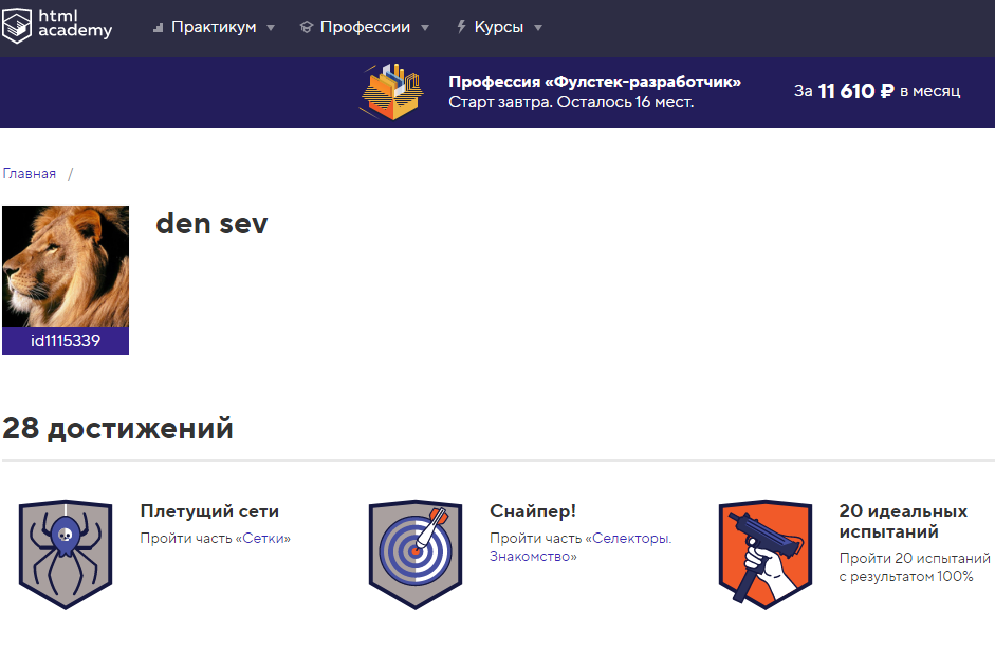 html
academy
Практикум
Профессии
Курсы
Профессия «Фулстек-разработчик»
Старт завтра. Осталось 16 мест.
За 11 610 ₽ в месяц
Главная /
den sev
id1115339
28 достижений
Плетущий сети
Пройти часть «Сетки»
Снайпер!
Пройти часть «Селекторы.
Знакомство»
20 идеальных
испытаний
Пройти 20 испытаний
с результатом 100%